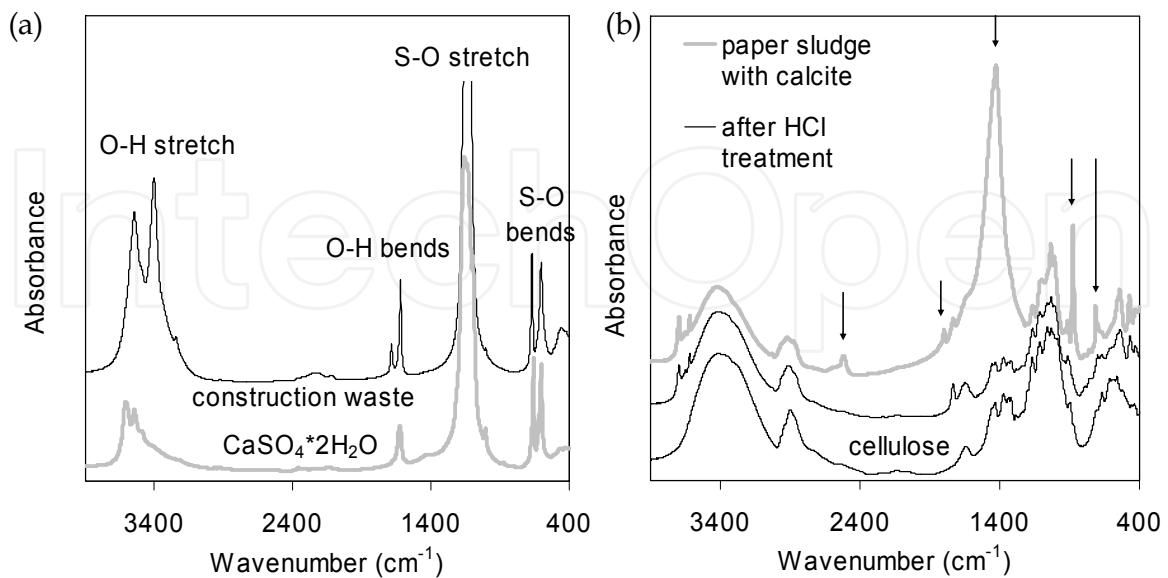 (a)
S-O stretch
O-H stretch
S-O
bends
O-H bends
construction waste
CaSO₄*2H₂O
Absorbance
3400 2400 1400 400
Wavenumber (cm⁻¹)
(b)
paper sludge
with calcite
after HCl
treatment
cellulose
Absorbance
3400 2400 1400 400
Wavenumber (cm⁻¹)
IntechOpen